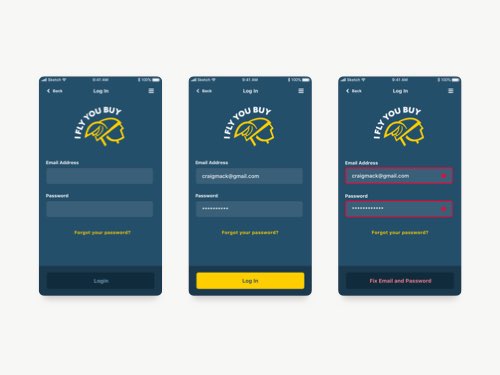 Sketch 9:41 AM 100%
Back Log In
I FLY YOU BUY
Email Address
Password
Forgot your password?
Login
Sketch 9:41 AM 100%
Back Log In
I FLY YOU BUY
Email Address
craigmack@gmail.com
Password
**********
Forgot your password?
Log In
Sketch 9:41 AM 100%
Back Log In
I FLY YOU BUY
Email Address
craigmack@gmail.com
Password
************
Forgot your password?
Fix Email and Password